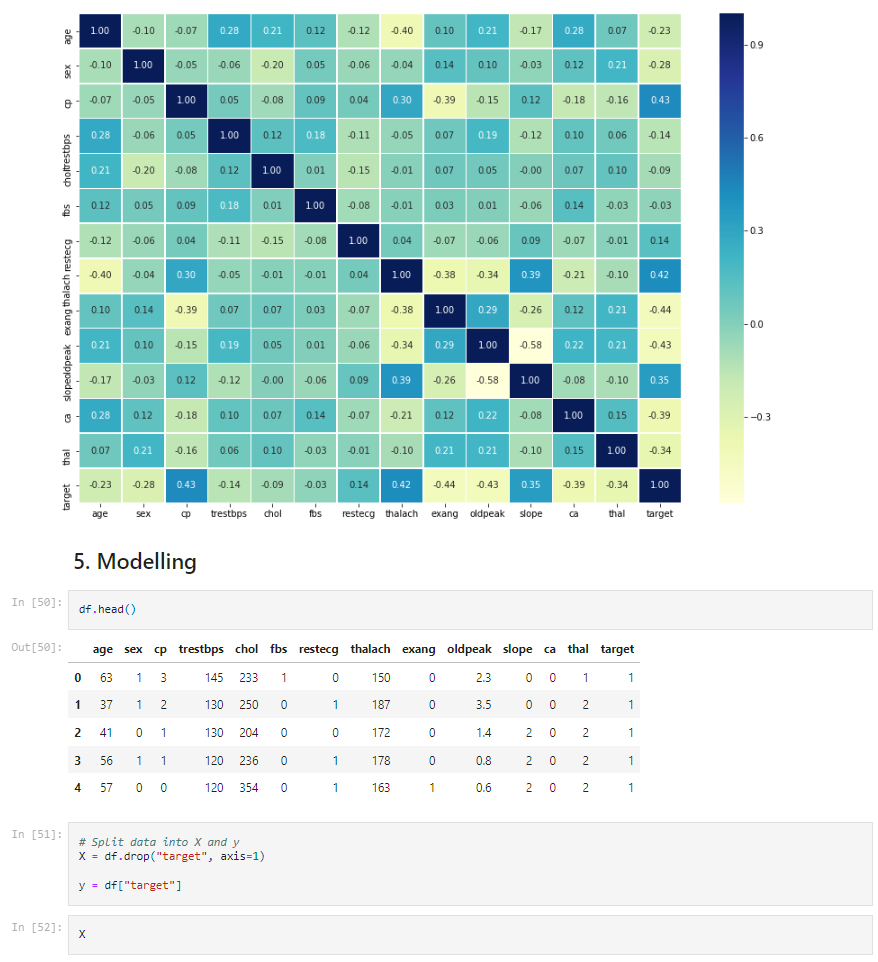 age 1.00 -0.10 -0.07 0.28 0.21 0.12 -0.12 -0.40 0.10 0.21 -0.17 0.28 0.07 -0.23
sex -0.10 1.00 -0.05 -0.06 -0.20 0.05 -0.06 -0.04 0.14 0.10 -0.03 0.12 0.21 -0.28
cp -0.07 -0.05 1.00 0.05 -0.08 0.09 0.04 0.30 -0.39 -0.15 0.12 -0.18 -0.16 0.43
trestbps 0.28 -0.06 0.05 1.00 0.12 0.18 -0.11 -0.05 0.07 0.19 -0.12 0.10 0.06 -0.14
chol 0.21 -0.20 -0.08 0.12 1.00 0.01 -0.15 -0.01 0.07 0.05 -0.00 0.07 0.10 -0.09
fbs 0.12 0.05 0.09 0.18 0.01 1.00 -0.08 -0.01 0.03 0.01 -0.06 0.14 -0.03 -0.03
restecg -0.12 -0.06 0.04 -0.11 -0.15 -0.08 1.00 0.04 -0.07 -0.06 0.09 -0.07 -0.01 0.14
thalach -0.40 -0.04 0.30 -0.05 -0.01 -0.01 0.04 1.00 -0.38 -0.34 0.39 -0.21 -0.10 0.42
exang 0.10 0.14 -0.39 0.07 0.07 0.03 -0.07 -0.38 1.00 0.29 -0.26 0.12 0.21 -0.44
oldpeak 0.21 0.10 -0.15 0.19 0.05 0.01 -0.06 -0.34 0.29 1.00 -0.58 0.22 0.21 -0.43
slope -0.17 -0.03 0.12 -0.12 -0.00 -0.06 0.09 0.39 -0.26 -0.58 1.00 -0.08 -0.10 0.35
ca 0.28 0.12 -0.18 0.10 0.07 0.14 -0.07 -0.21 0.12 0.22 -0.08 1.00 0.15 -0.39
thal 0.07 0.21 -0.16 0.06 0.10 -0.03 -0.01 -0.10 0.21 0.21 -0.10 0.15 1.00 -0.34
target -0.23 -0.28 0.43 -0.14 -0.09 -0.03 0.14 0.42 -0.44 -0.43 0.35 -0.39 -0.34 1.00
age sex cp trestbps chol fbs restecg thalach exang oldpeak slope ca thal target
0.9
0.6
0.3
0.0
−0.3
5. Modelling
In [50]: df.head()
Out[50]: age sex cp trestbps chol fbs restecg thalach exang oldpeak slope ca thal target
0 63 1 3 145 233 1 0 150 0 2.3 0 0 1 1
1 37 1 2 130 250 0 1 187 0 3.5 0 0 2 1
2 41 0 1 130 204 0 0 172 0 1.4 2 0 2 1
3 56 1 1 120 236 0 1 178 0 0.8 2 0 2 1
4 57 0 0 120 354 0 1 163 1 0.6 2 0 2 1
In [51]: # Split data into X and y
X = df.drop("target", axis=1)
y = df["target"]
In [52]: X